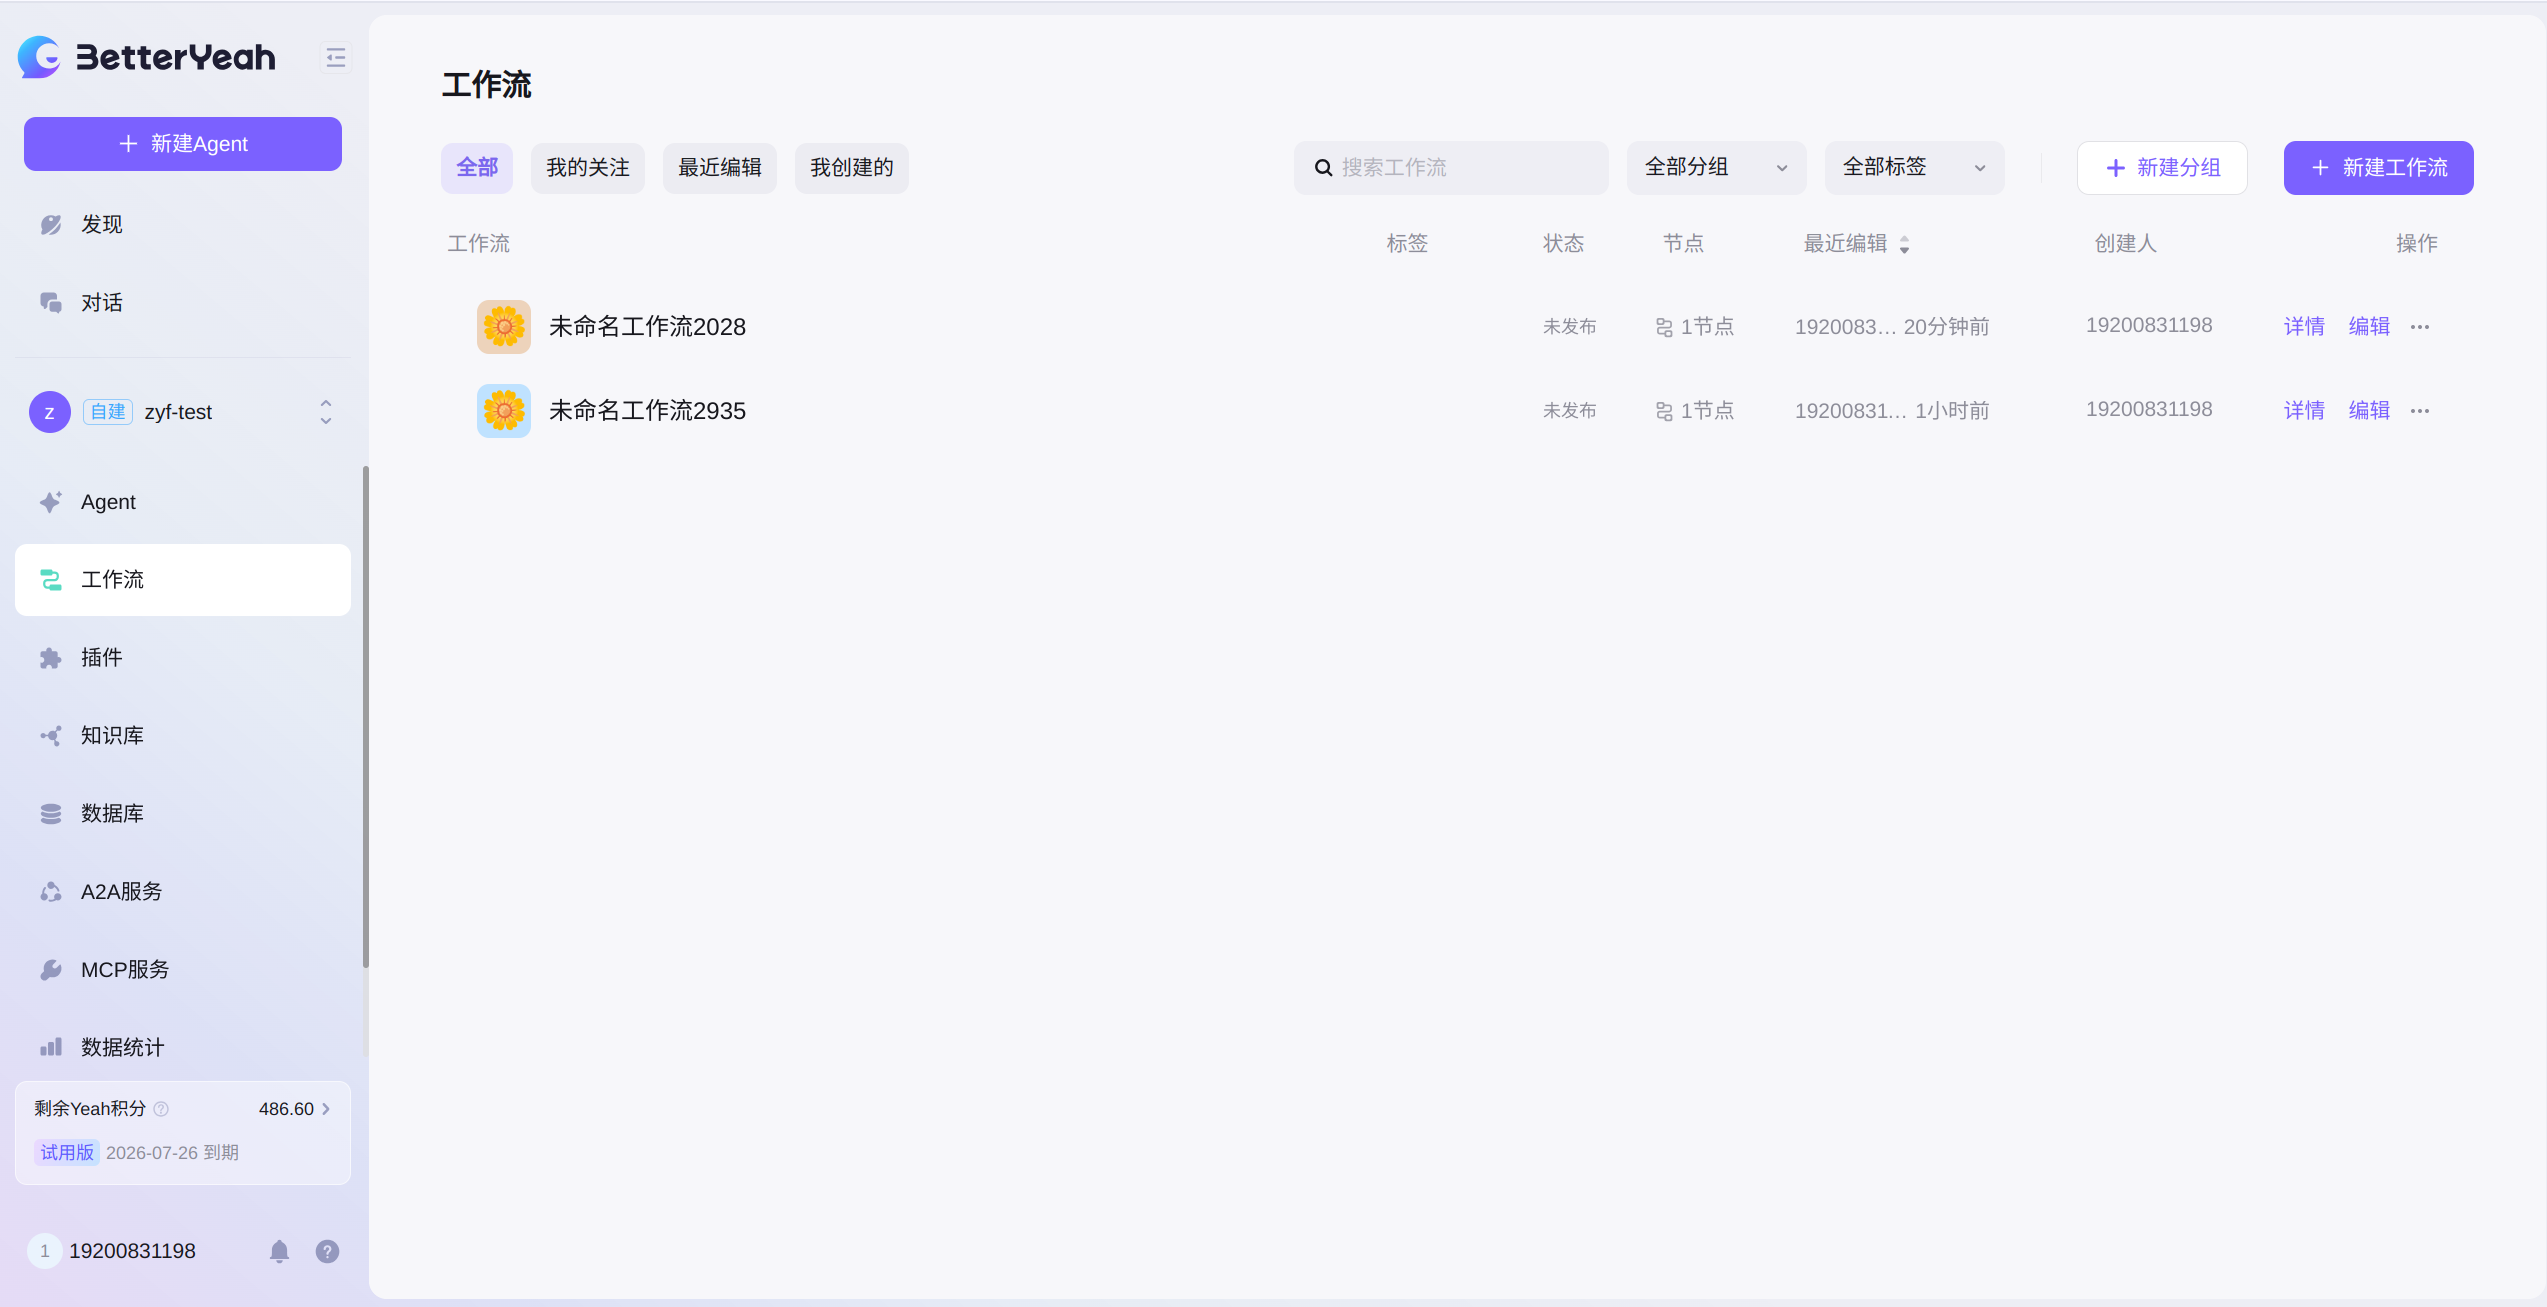 BetterYeah
新建Agent
发现
对话
z 自建 zyf-test
Agent
工作流
插件
知识库
数据库
A2A服务
MCP服务
数据统计
剩余Yeah积分 486.60
试用版 2026-07-26 到期
1 19200831198
工作流
全部 我的关注 最近编辑 我创建的 搜索工作流 全部分组 全部标签 新建分组 新建工作流
工作流 标签 状态 节点 最近编辑 创建人 操作
未命名工作流2028 未发布 1节点 1920083... 20分钟前 19200831198 详情 编辑 ...
未命名工作流2935 未发布 1节点 19200831... 1小时前 19200831198 详情 编辑 ...